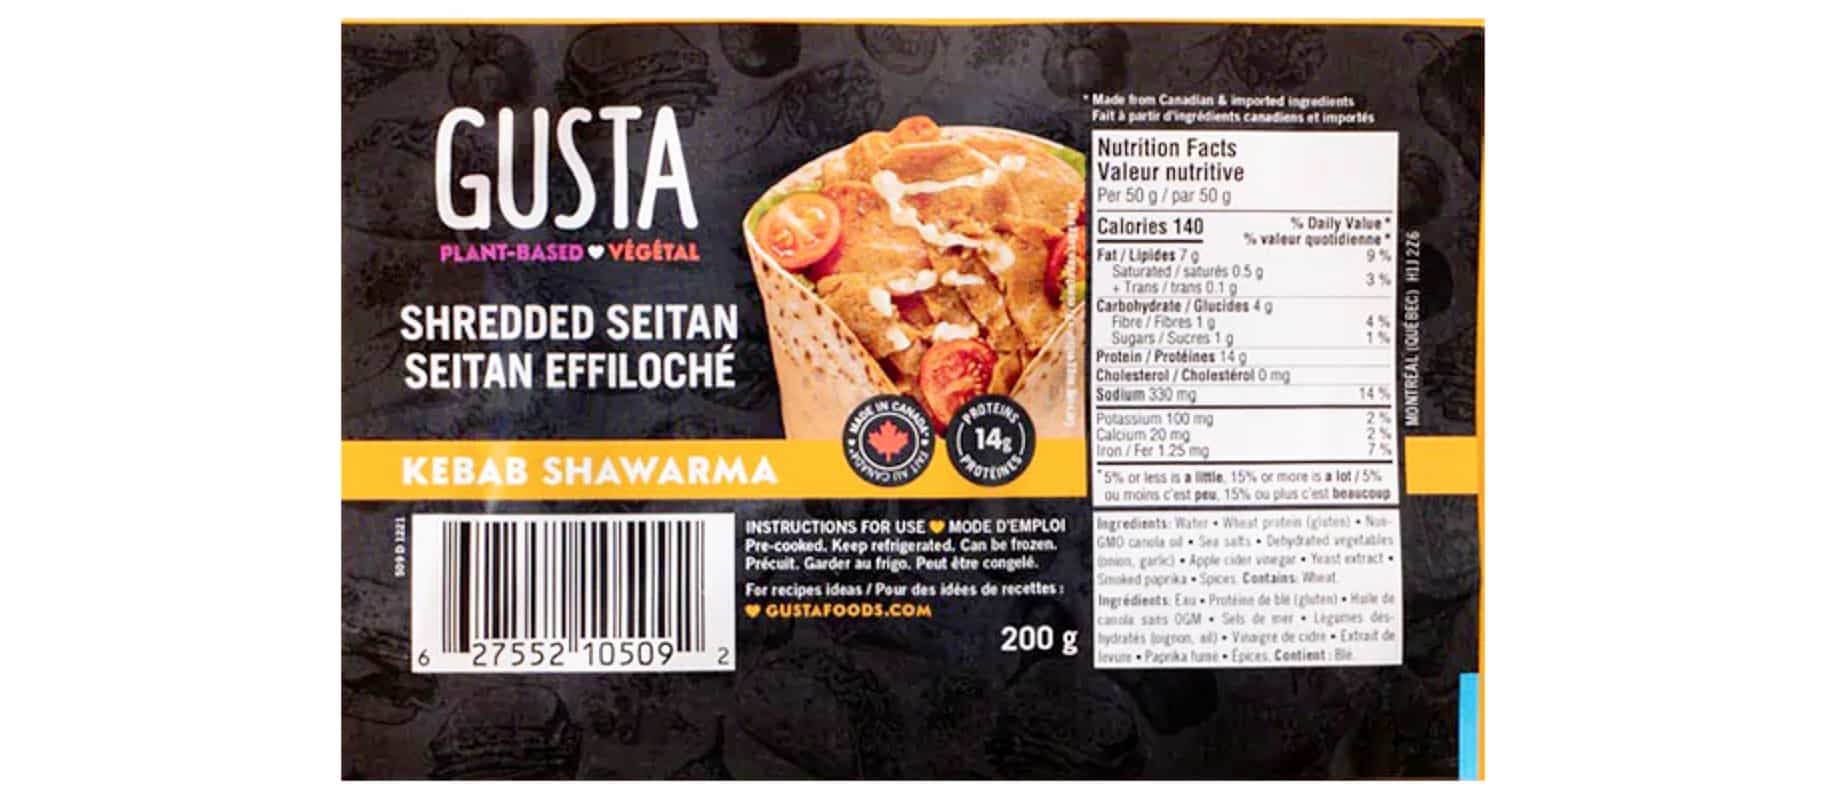 GUSTA
PLANT-BASED VÉGÉTAL
SHREDDED SEITAN
SEITAN EFFILOCHÉ
MADE IN CANADA*
FAIT AU CANADA*
PROTEINS
14g
PROTÉINES
KEBAB SHAWARMA
509 D 1221
6 27552 10509 2
INSTRUCTIONS FOR USE MODE D'EMPLOI
Pre-cooked. Keep refrigerated. Can be frozen.
Précuit. Garder au frigo. Peut être congelé.
For recipes ideas / Pour des idées de recettes :
GUSTAFOODS.COM
200 g
* Made from Canadian & imported ingredients
Fait à partir d'ingrédients canadiens et importés
Nutrition Facts
Valeur nutritive
Per 50 g / par 50 g
Calories 140 % Daily Value*
% valeur quotidienne*
Fat / Lipides 7 g 9 %
Saturated / saturés 0.5 g
+ Trans / trans 0.1 g 3 %
Carbohydrate / Glucides 4 g
Fibre / Fibres 1 g 4 %
Sugars / Sucres 1 g 1 %
Protein / Protéines 14 g
Cholesterol / Cholestérol 0 mg
Sodium 330 mg 14 %
Potassium 100 mg 2 %
Calcium 20 mg 2 %
Iron / Fer 1.25 mg 7 %
*5% or less is a little, 15% or more is a lot / 5%
ou moins c'est peu, 15% ou plus c'est beaucoup
Ingredients: Water • Wheat protein (gluten) • Non-
GMO canola oil • Sea salts • Dehydrated vegetables
(onion, garlic) • Apple cider vinegar • Yeast extract •
Smoked paprika • Spices. Contains: Wheat.
Ingrédients: Eau • Protéine de blé (gluten) • Huile de
canola sans OGM • Sels de mer • Légumes dés-
hydratés (oignon, ail) • Vinaigre de cidre • Extrait de
levure • Paprika fumé • Épices. Contient : Blé.
MONTRÉAL (QUÉBEC) H1J 2Z6